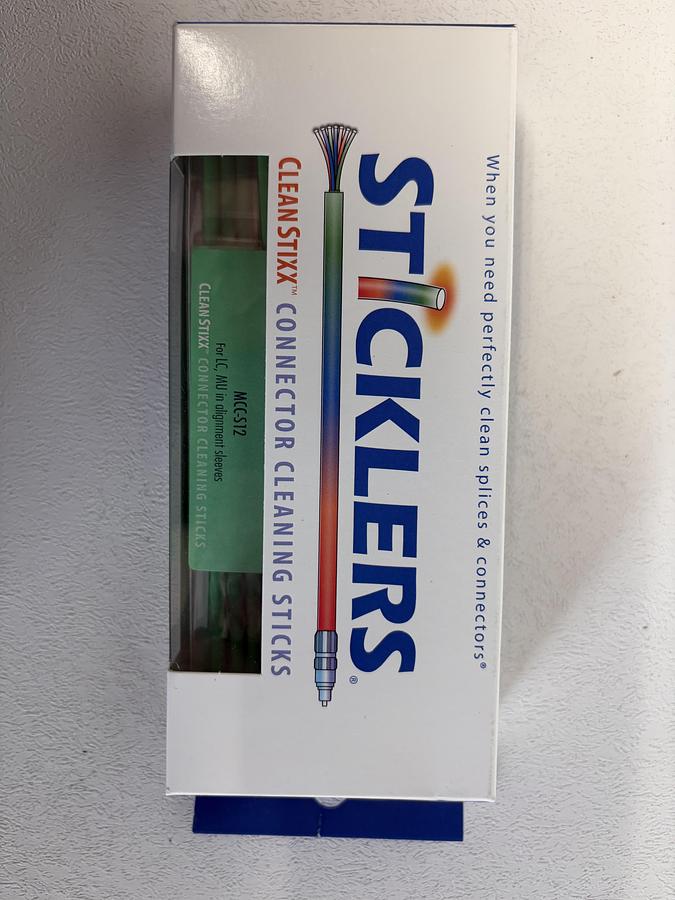 When you need perfectly clean splices & connectors®
STICKLERS®
CLEANSTIXX™ CONNECTOR CLEANING STICKS
MCC-S12
For LC, MU in alignment sleeves
CLEANSTIXX™ CONNECTOR CLEANING STICKS